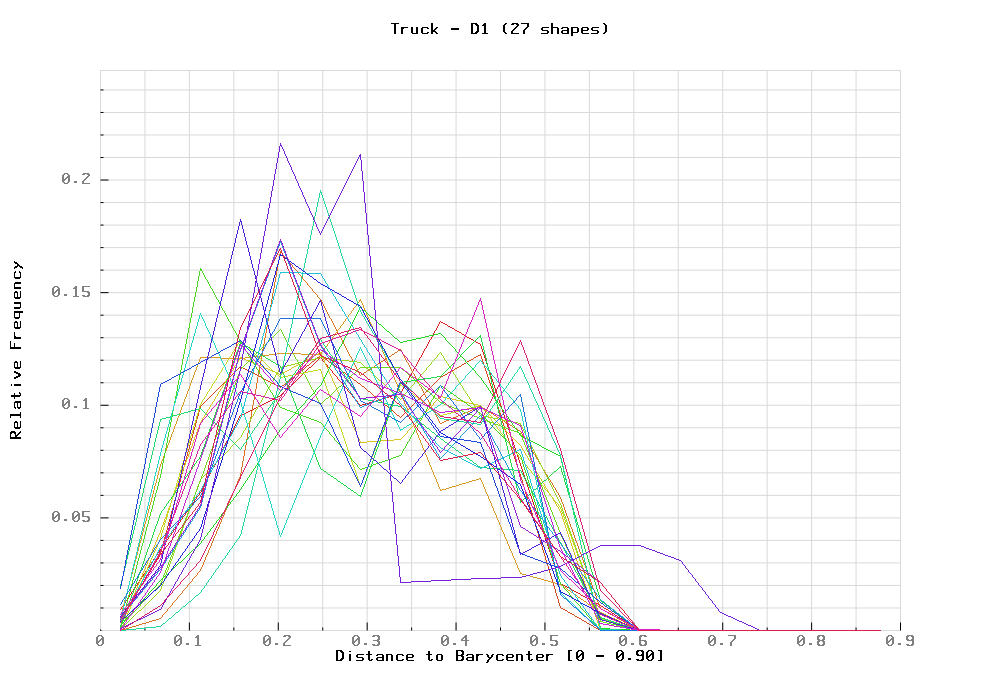 Truck - D1 (27 shapes)
Relative Frequency
0.2
0.15
0.1
0.05
0 0.1 0.2 0.3 0.4 0.5 0.6 0.7 0.8 0.9
Distance to Barycenter [0 - 0.90]